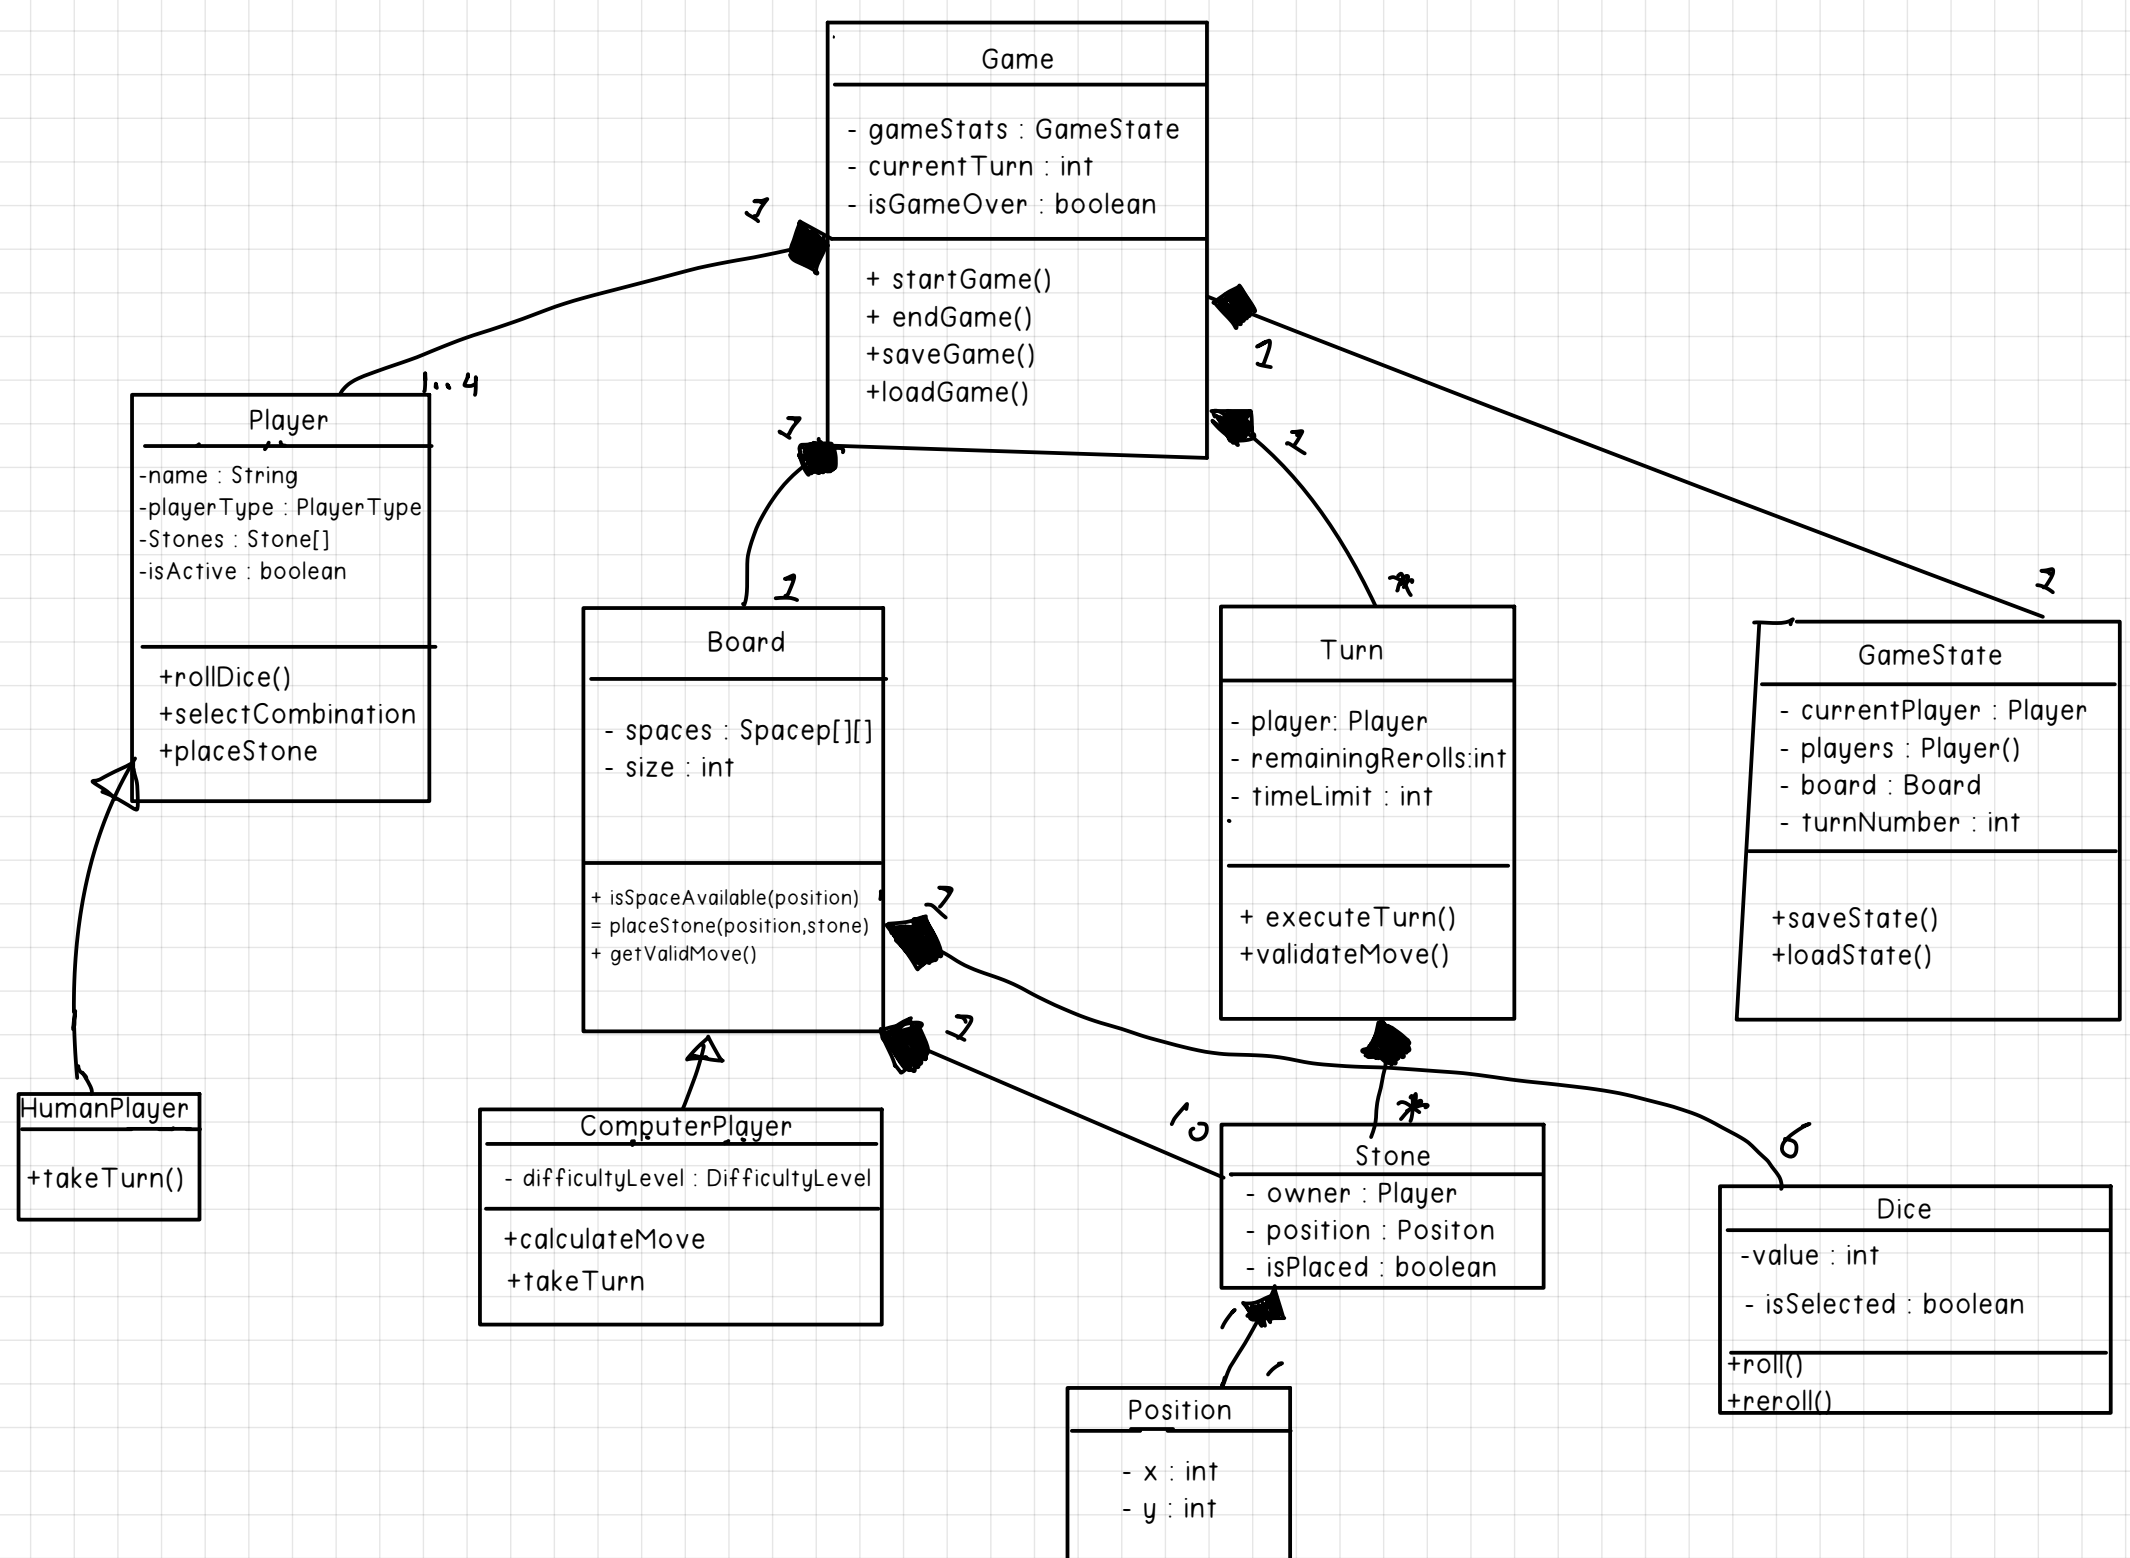 Game
- gameStats : GameState
- currentTurn : int
- isGameOver : boolean
+ startGame()
+ endGame()
+saveGame()
+loadGame()
1
1
1
1
1..4
Player
-name : String
-playerType : PlayerType
-Stones : Stone[]
-isActive : boolean
+rollDice()
+selectCombination
+placeStone
1
Board
- spaces : Spacep[][]
- size : int
+ isSpaceAvailable(position)
= placeStone(position,stone)
+ getValidMove()
*
Turn
- player: Player
- remainingRerolls:int
- timeLimit : int
+ executeTurn()
+validateMove()
1
GameState
- currentPlayer : Player
- players : Player()
- board : Board
- turnNumber : int
+saveState()
+loadState()
1
1
HumanPlayer
+takeTurn()
ComputerPlayer
- difficultyLevel : DifficultyLevel
+calculateMove
+takeTurn
10
*
Stone
- owner : Player
- position : Positon
- isPlaced : boolean
6
Dice
-value : int
- isSelected : boolean
+roll()
+reroll()
1
1
Position
- x : int
- y : int